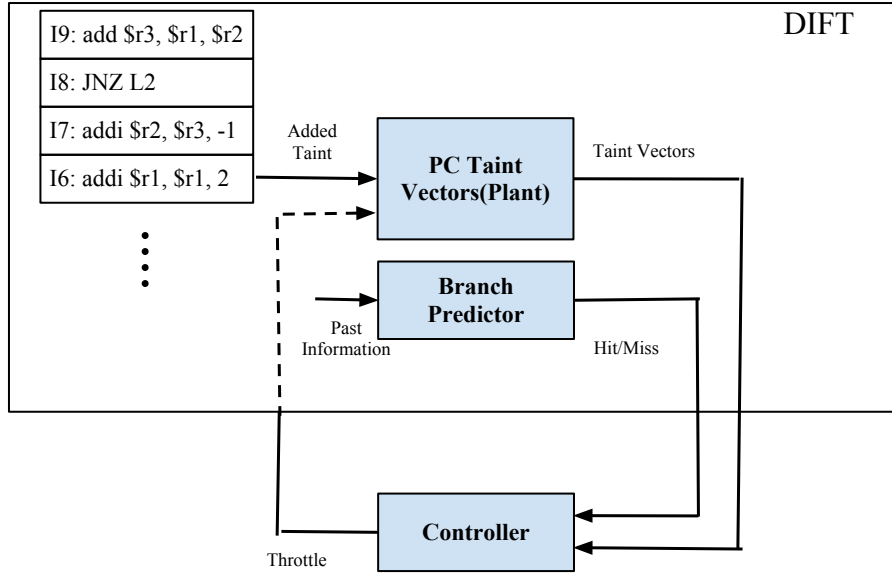 DIFT
I9: add $r3, $r1, $r2
I8: JNZ L2
I7: addi $r2, $r3, -1
I6: addi $r1, $r1, 2
Added
Taint
PC Taint
Vectors(Plant)
Taint Vectors
Branch
Predictor
Past
Information
Hit/Miss
Controller
Throttle